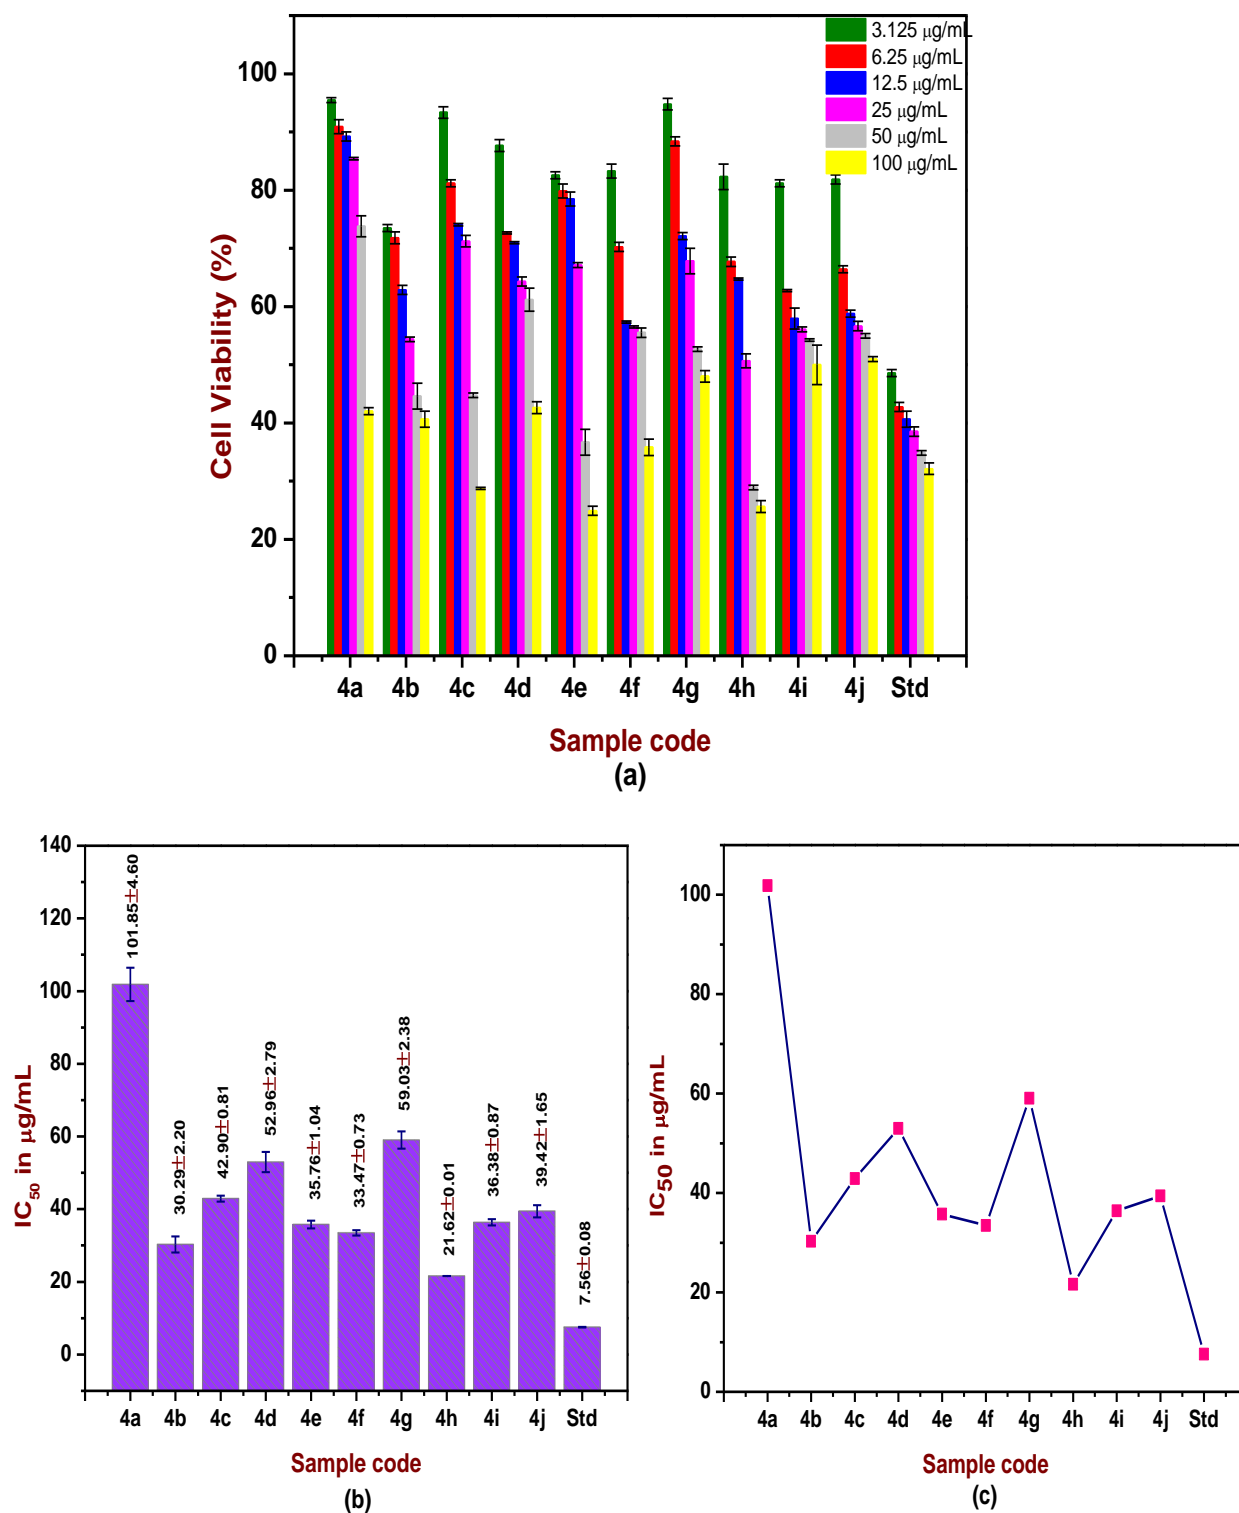 3.125 μg/mL
6.25 μg/mL
12.5 μg/mL
25 μg/mL
50 μg/mL
100 μg/mL
100
80
60
40
20
0
Cell Viability (%)
4a 4b 4c 4d 4e 4f 4g 4h 4i 4j Std
Sample code
(a)
140
120
100
80
60
40
20
0
IC50 in μg/mL
101.85±4.60
30.29±2.20
42.90±0.81
52.96±2.79
35.76±1.04
33.47±0.73
59.03±2.38
21.62±0.01
36.38±0.87
39.42±1.65
7.56±0.08
4a 4b 4c 4d 4e 4f 4g 4h 4i 4j Std
Sample code
(b)
100
80
60
40
20
0
IC50 in μg/mL
4a 4b 4c 4d 4e 4f 4g 4h 4i 4j Std
Sample code
(c)